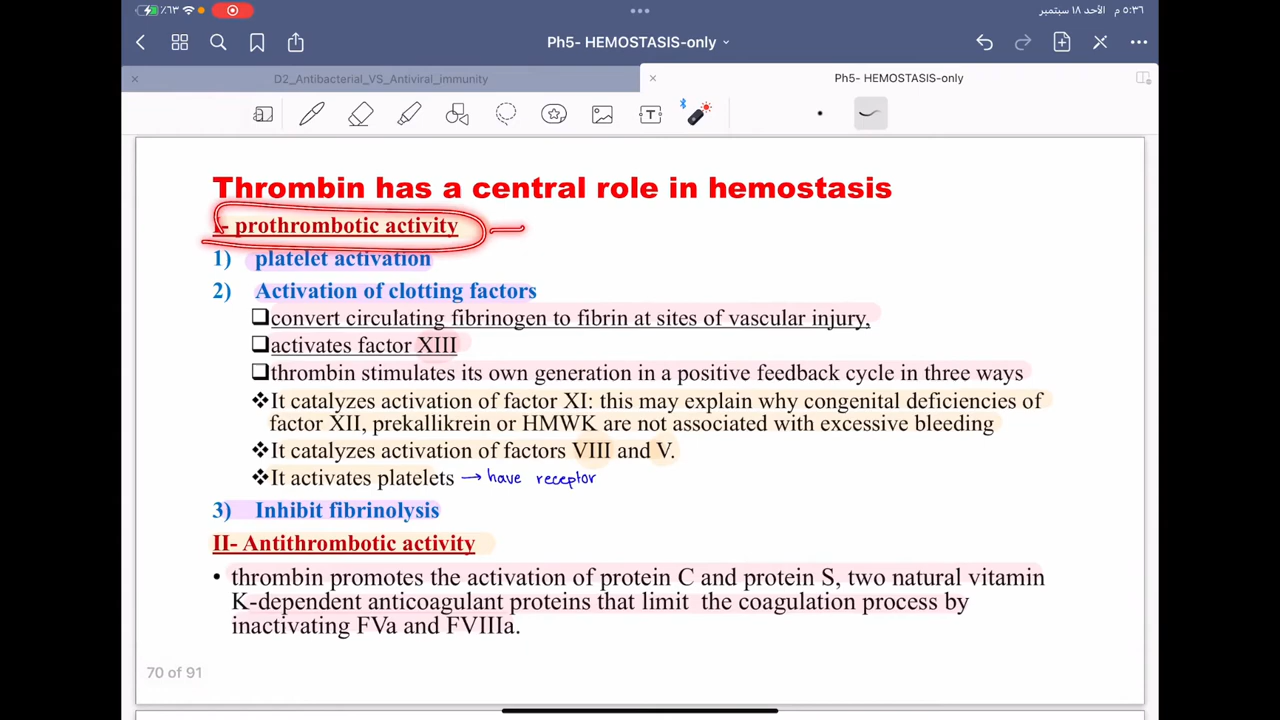 ٪٦٣
٥:٣٦ م الأحد ١٨ سبتمبر
Ph5- HEMOSTASIS-only
D2_Antibacterial_VS_Antiviral_immunity
Ph5- HEMOSTASIS-only
Thrombin has a central role in hemostasis
I- prothrombotic activity
1) platelet activation
2) Activation of clotting factors
convert circulating fibrinogen to fibrin at sites of vascular injury,
activates factor XIII
thrombin stimulates its own generation in a positive feedback cycle in three ways
It catalyzes activation of factor XI: this may explain why congenital deficiencies of
factor XII, prekallikrein or HMWK are not associated with excessive bleeding
It catalyzes activation of factors VIII and V.
It activates platelets → have receptor
3) Inhibit fibrinolysis
II- Antithrombotic activity
• thrombin promotes the activation of protein C and protein S, two natural vitamin
K-dependent anticoagulant proteins that limit the coagulation process by
inactivating FVa and FVIIIa.
70 of 91